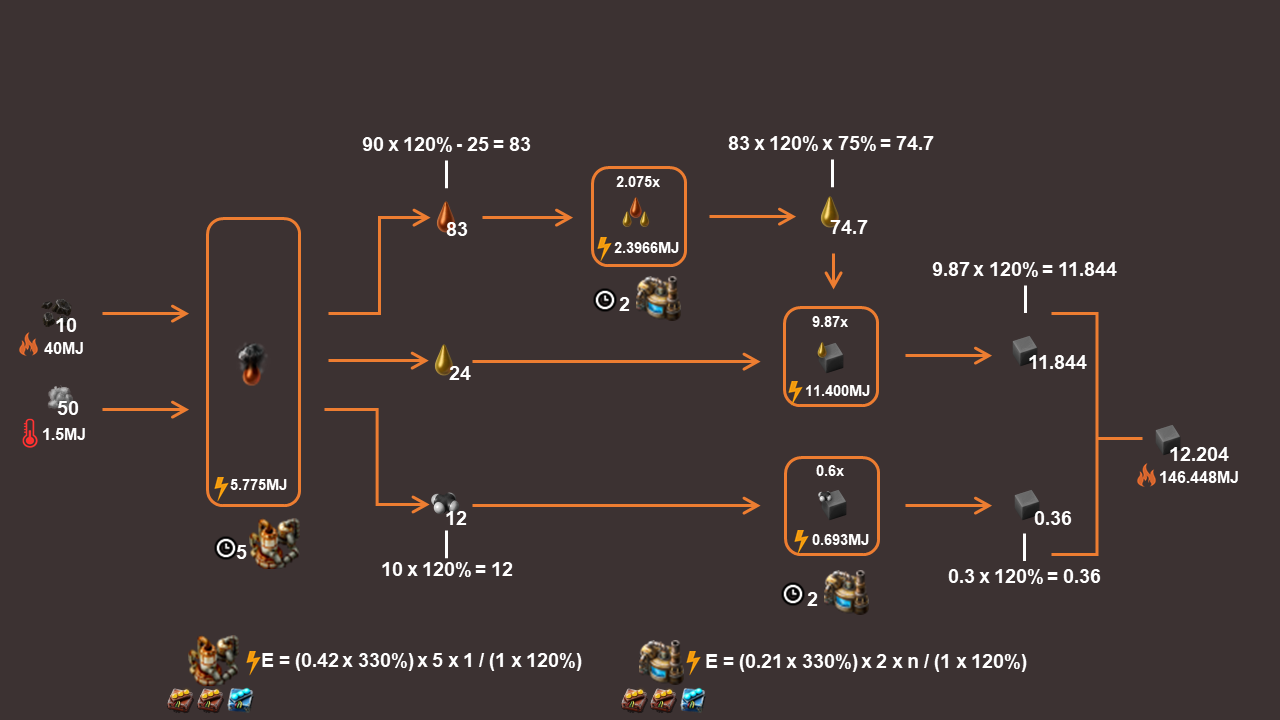 90 x 120% - 25 = 83
83 x 120% x 75% = 74.7
2.075x
83
74.7
2.3966MJ
9.87 x 120% = 11.844
2
10
40MJ
9.87x
24
11.844
11.400MJ
50
1.5MJ
12.204
146.448MJ
0.6x
5.775MJ
12
0.36
0.693MJ
5
10 x 120% = 12
0.3 x 120% = 0.36
2
E = (0.42 x 330%) x 5 x 1 / (1 x 120%)
E = (0.21 x 330%) x 2 x n / (1 x 120%)